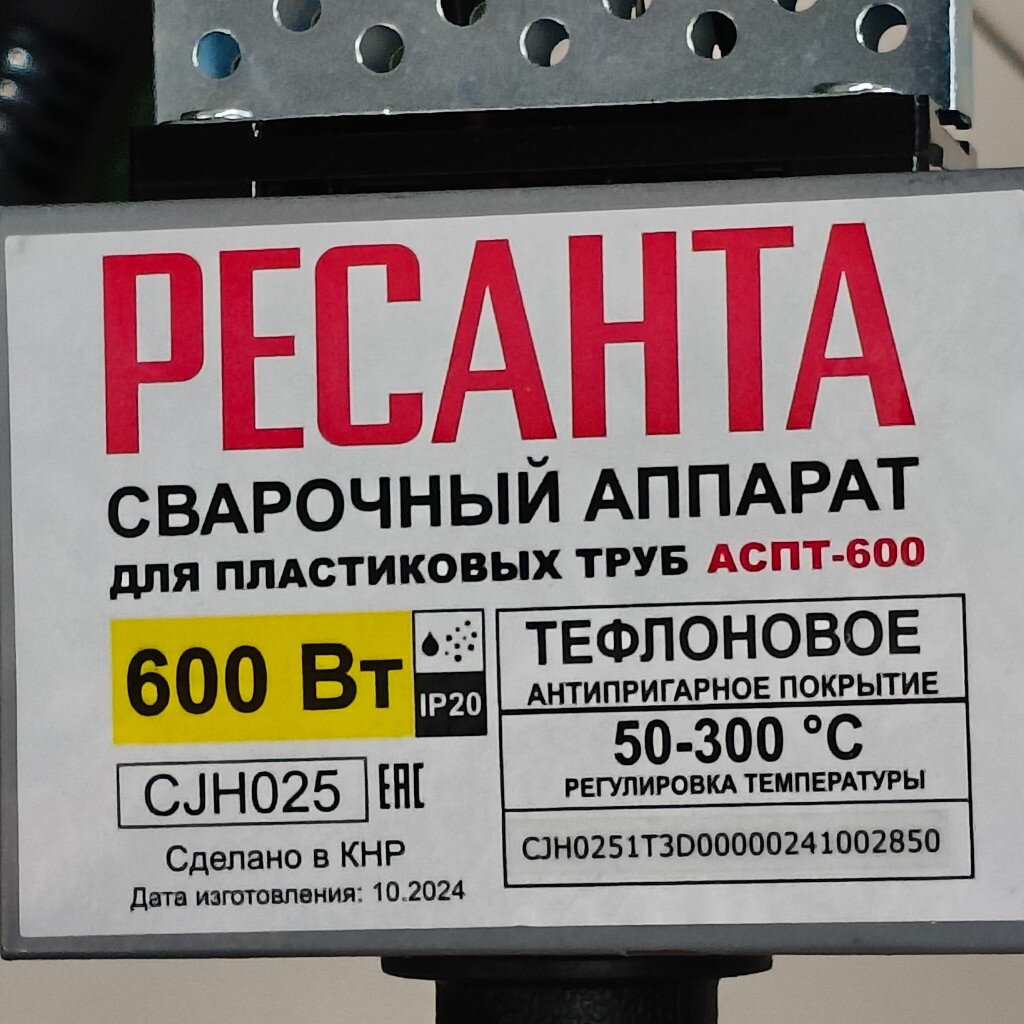 РЕСАНТА
СВАРОЧНЫЙ АППАРАТ
ДЛЯ ПЛАСТИКОВЫХ ТРУБ АСПТ-600
600 Вт
IP20
ТЕФЛОНОВОЕ
АНТИПРИГАРНОЕ ПОКРЫТИЕ
50-300 °С
РЕГУЛИРОВКА ТЕМПЕРАТУРЫ
CJH025
EAC
CJH0251T3D00000241002850
Сделано в КНР
Дата изготовления: 10.2024